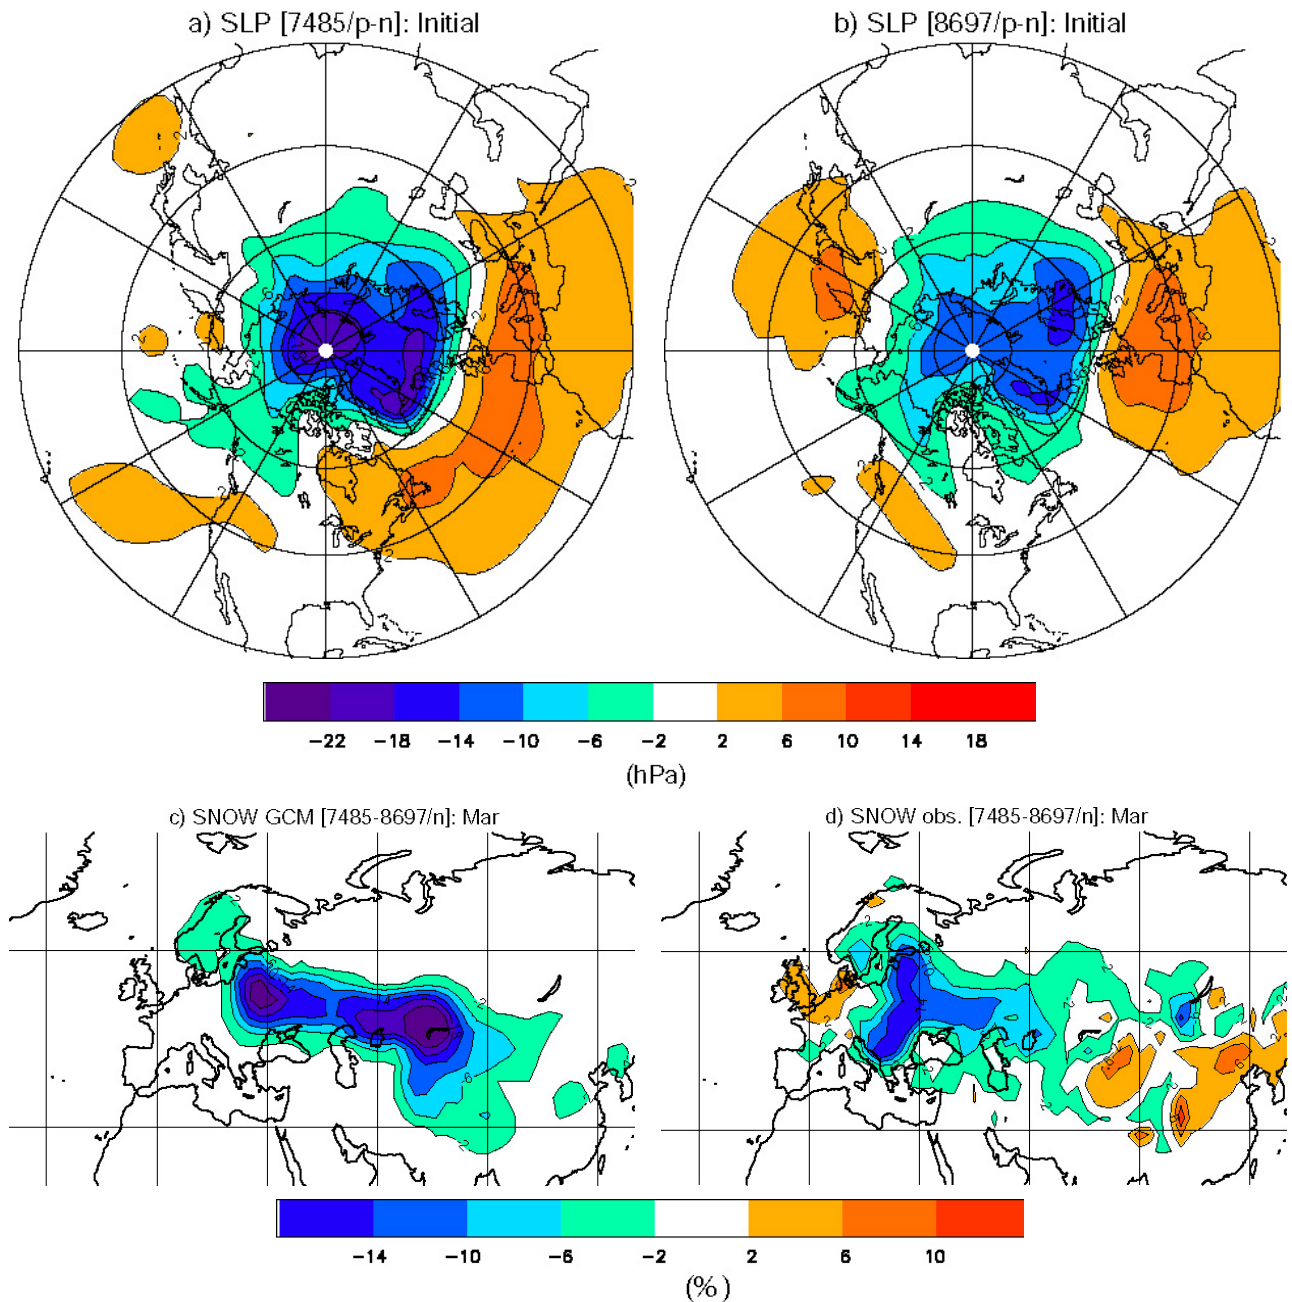 a) SLP [7485/p-n]: Initial
b) SLP [8697/p-n]: Initial
-22 -18 -14 -10 -6 -2 2 6 10 14 18
(hPa)
c) SNOW GCM [7485-8697/n]: Mar
d) SNOW obs. [7485-8697/n]: Mar
-14 -10 -6 -2 2 6 10
(%)